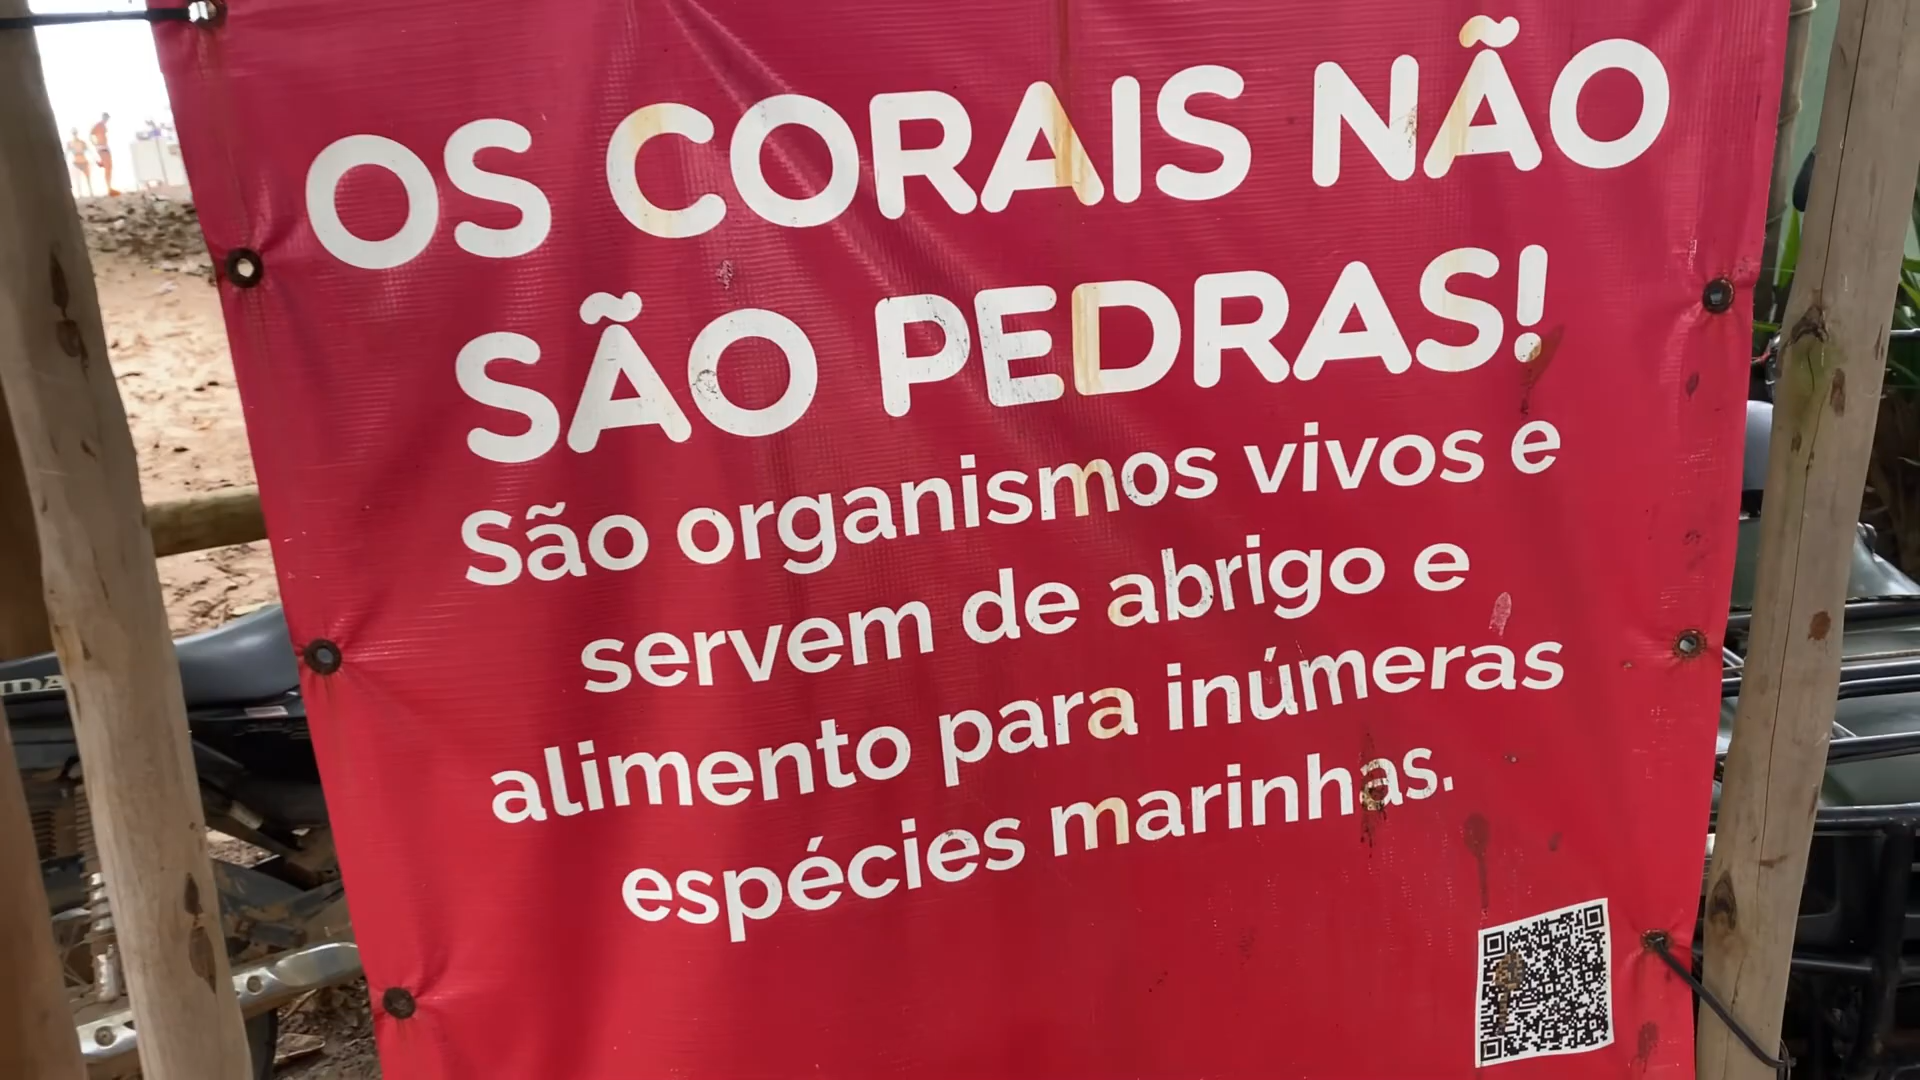 OS CORAIS NÃO
SÃO PEDRAS!
São organismos vivos e
servem de abrigo e
alimento para inúmeras
espécies marinhas.